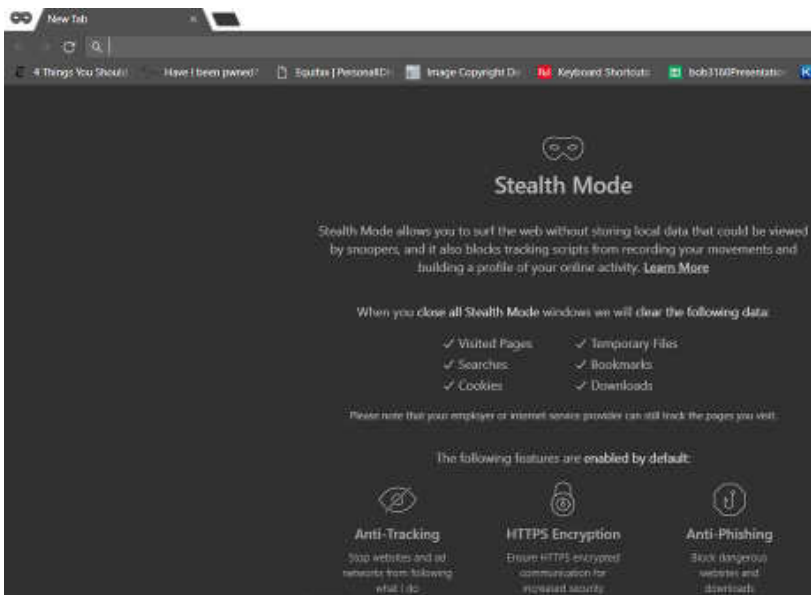 New Tab
4 Things You Should
Have I been pwned?
Equifax | Personal
Image Copyright De
Keyboard Shortcuts
bob3160Presentatio
Stealth Mode
Stealth Mode allows you to surf the web without storing local data that could be viewed
by snoopers, and it also blocks tracking scripts from recording your movements and
building a profile of your online activity. Learn More
When you close all Stealth Mode windows we will clear the following data:
✓ Visited Pages ✓ Temporary Files
✓ Searches ✓ Bookmarks
✓ Cookies ✓ Downloads
Please note that your employer or internet service provider can still track the pages you visit.
The following features are enabled by default:
Anti-Tracking HTTPS Encryption Anti-Phishing
Stop websites and ad Ensure HTTPS encrypted Block dangerous
networks from following communication for websites and
what I do increased security downloads